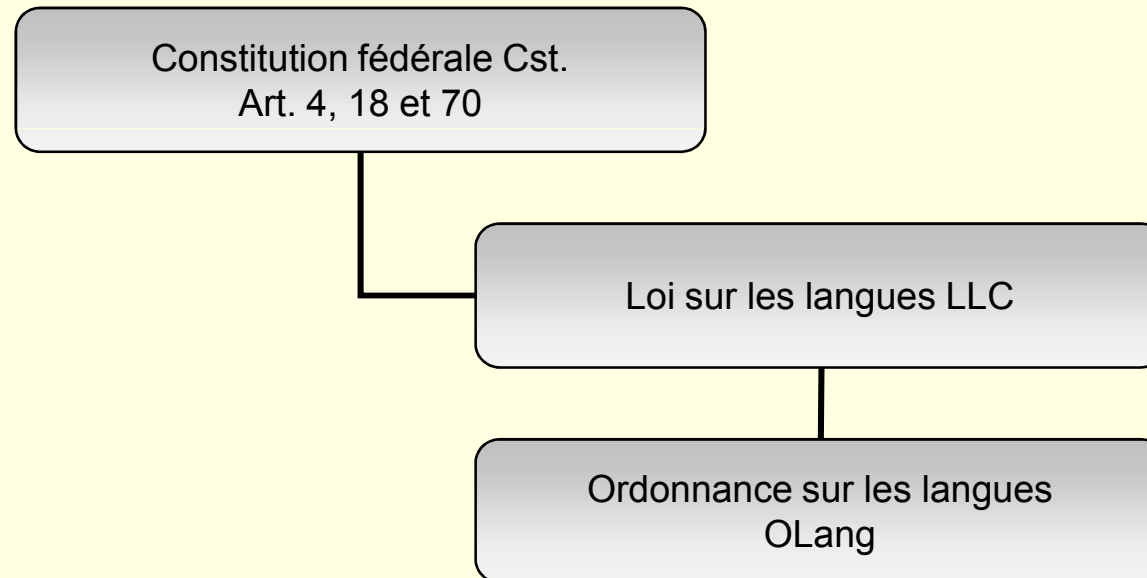 Constitution fédérale Cst.
Art. 4, 18 et 70
Loi sur les langues LLC
Ordonnance sur les langues
OLang